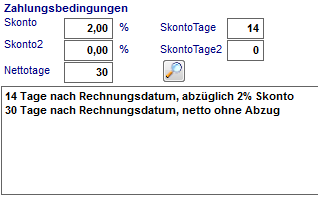 Zahlungsbedingungen
Skonto 2,00 % SkontoTage 14
Skonto2 0,00 % SkontoTage2 0
Nettotage 30
14 Tage nach Rechnungsdatum, abzüglich 2% Skonto
30 Tage nach Rechnungsdatum, netto ohne Abzug